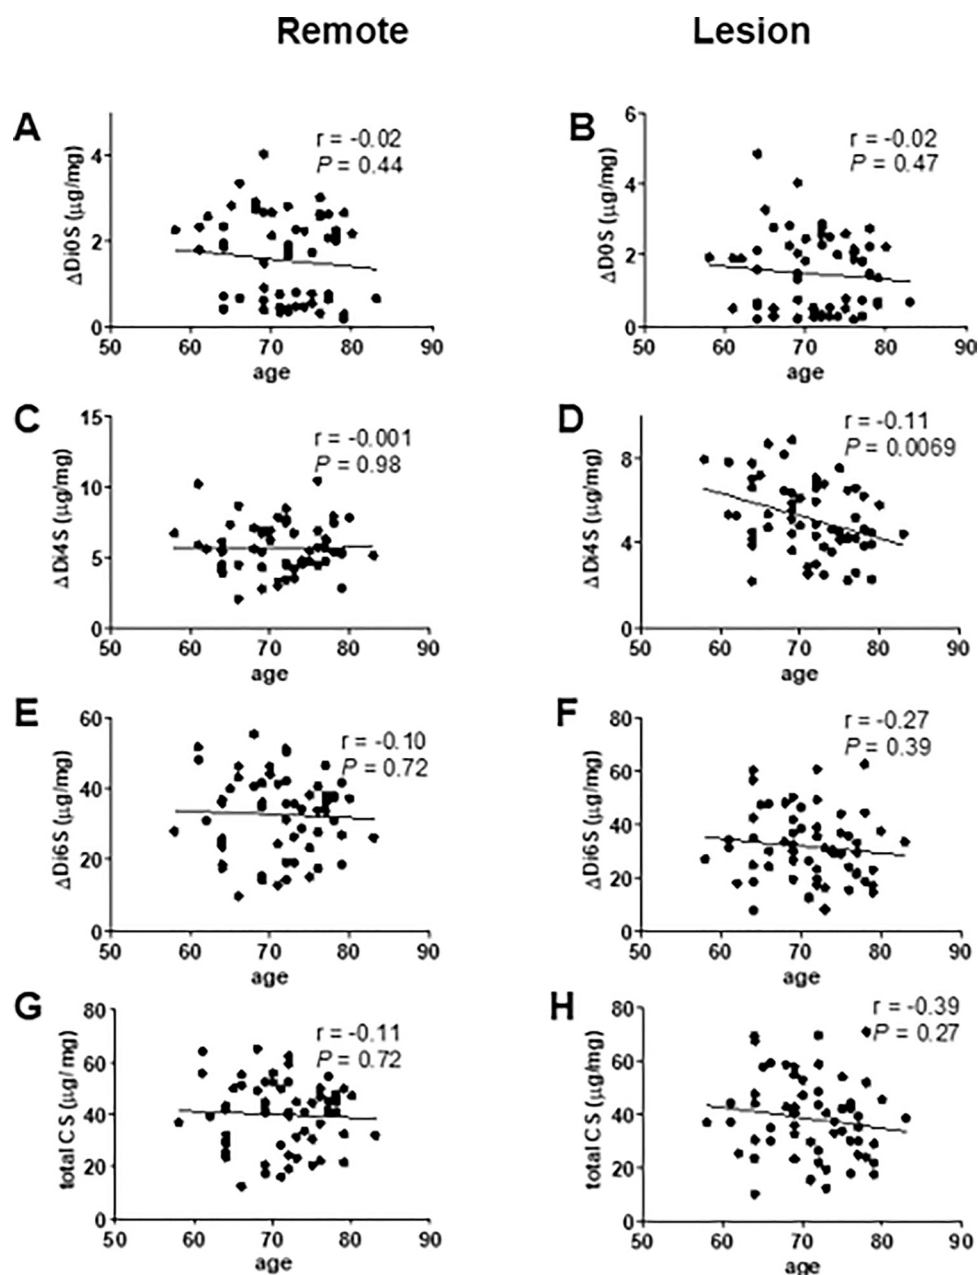 Remote Lesion
A
ΔDi0S (µg/mg)
4
2
0
50 60 70 80 90
age
r = -0.02
P = 0.44
B
ΔD0S (µg/mg)
6
4
2
0
50 60 70 80 90
age
r = -0.02
P = 0.47
C
ΔDi4S (µg/mg)
15
10
5
0
50 60 70 80 90
age
r = -0.001
P = 0.98
D
ΔDi4S (µg/mg)
8
4
0
50 60 70 80 90
age
r = -0.11
P = 0.0069
E
ΔDi6S (µg/mg)
60
40
20
0
50 60 70 80 90
age
r = -0.10
P = 0.72
F
ΔDi6S (µg/mg)
80
60
40
20
0
50 60 70 80 90
age
r = -0.27
P = 0.39
G
total CS (µg/ mg)
80
60
40
20
0
50 60 70 80 90
age
r = -0.11
P = 0.72
H
total CS (µg/mg)
80
60
40
20
0
50 60 70 80 90
age
r = -0.39
P = 0.27